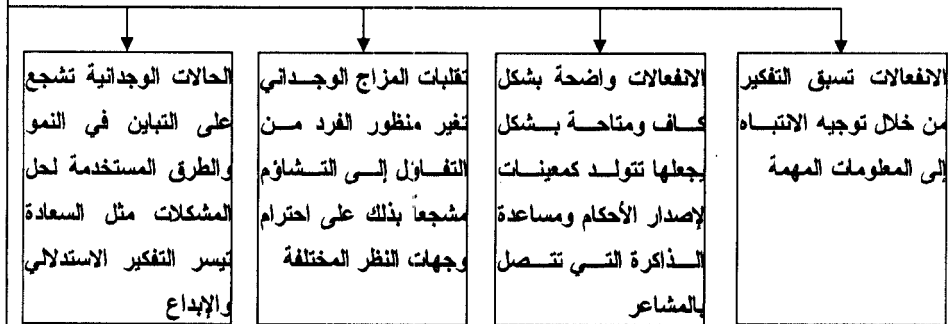 الانفعالات تسبق التفكير
من خلال توجيه الانتباه
إلى المعلومات المهمة
الانفعالات واضحة بشكل
كاف ومتاحة بشكل
يجعلها تتولد كمعينات
لإصدار الأحكام ومساعدة
الذاكرة التي تتصل
بالمشاعر
تقلبات المزاج الوجداني
تغير منظور الفرد من
التفاؤل إلى التشاؤم
مشجعاً بذلك على احترام
وجهات النظر المختلفة
الحالات الوجدانية تشجع
على التباين في النمو
والطرق المستخدمة لحل
المشكلات مثل السعادة
تيسر التفكير الاستدلالي
والإبداع